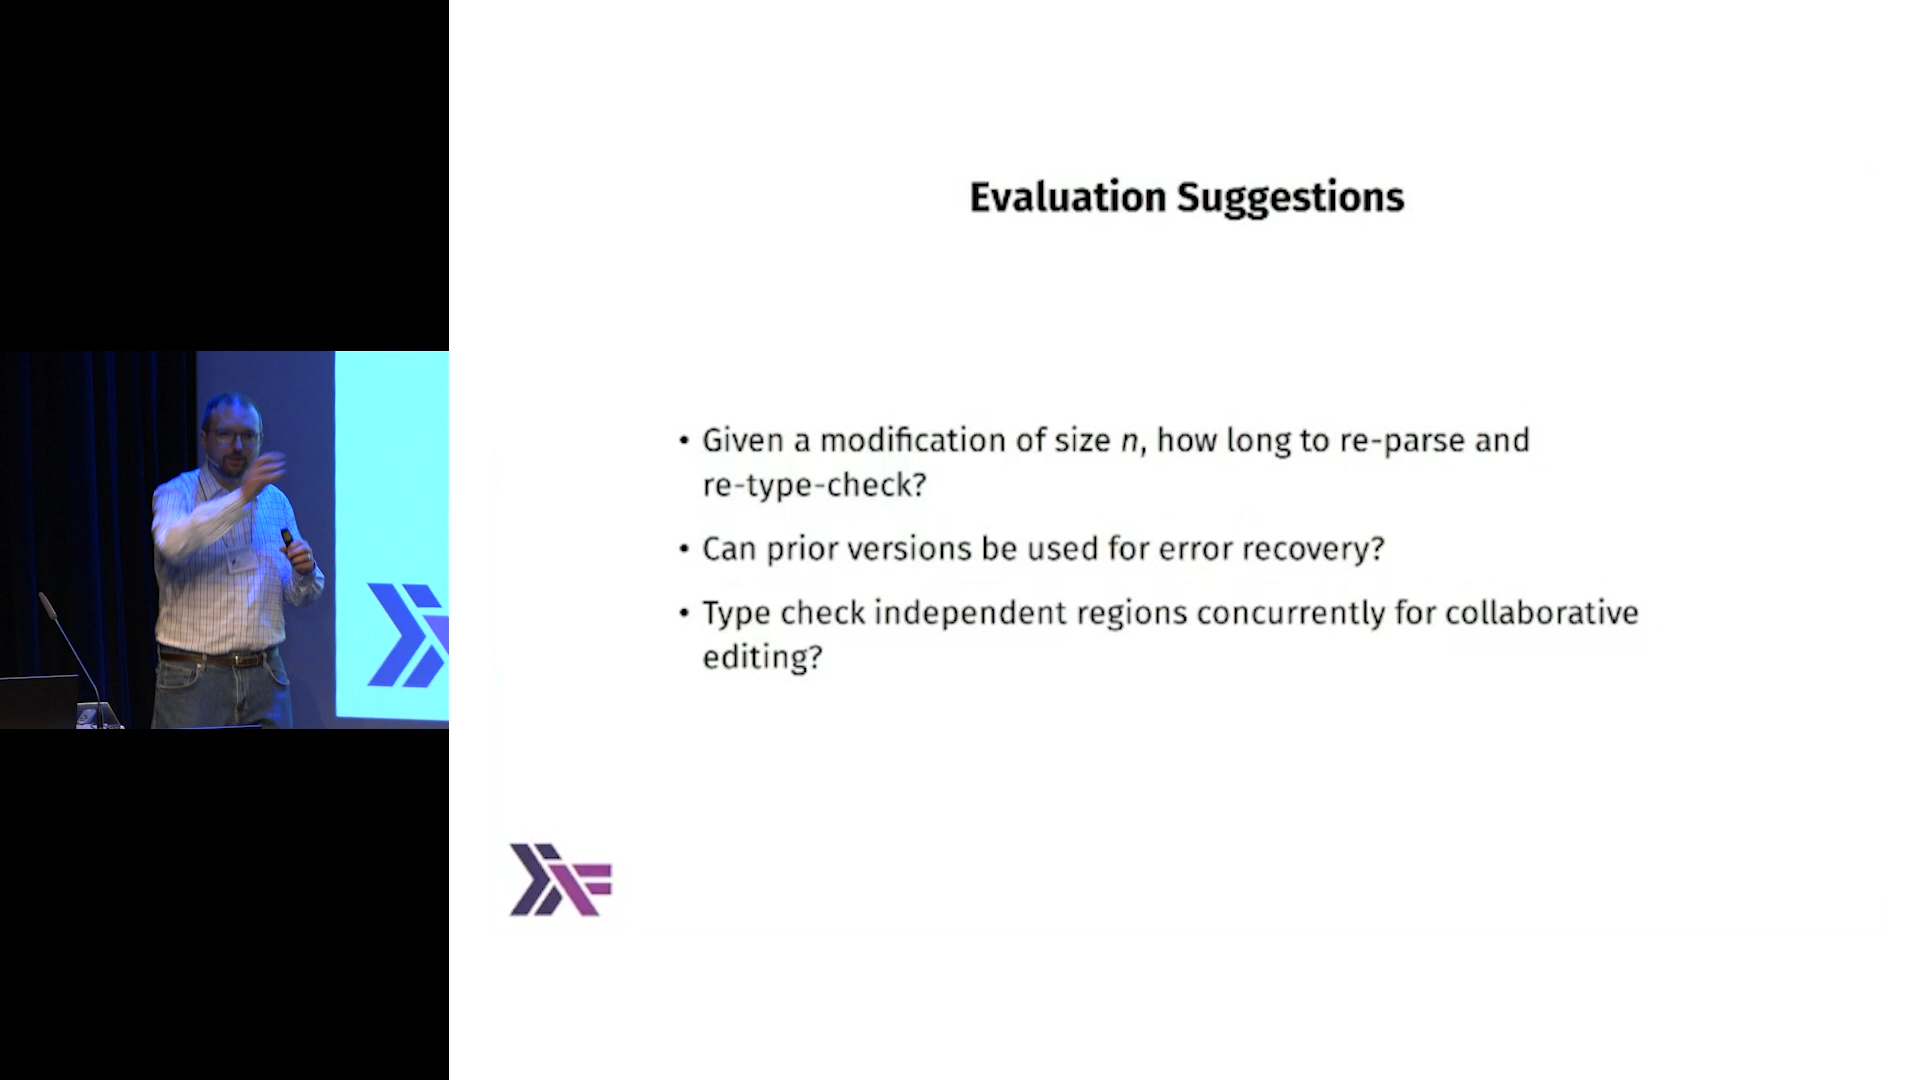 Evaluation Suggestions
• Given a modification of size n, how long to re-parse and
re-type-check?
• Can prior versions be used for error recovery?
• Type check independent regions concurrently for collaborative
editing?